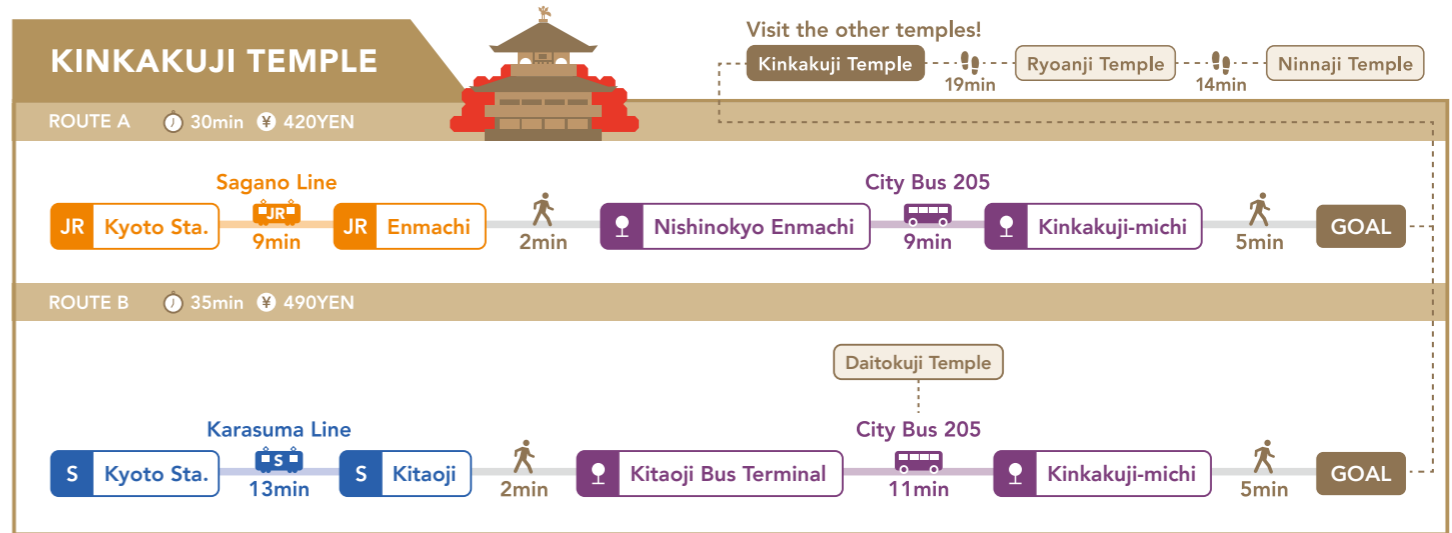 KINKAKUJI TEMPLE
Visit the other temples!
Kinkakuji Temple 19min Ryoanji Temple 14min Ninnaji Temple
ROUTE A 30min ¥ 420YEN
Sagano Line City Bus 205
JR Kyoto Sta. JR 9min JR Enmachi 2min Nishinokyo Enmachi 9min Kinkakuji-michi 5min GOAL
ROUTE B 35min ¥ 490YEN
Daitokuji Temple
Karasuma Line City Bus 205
S Kyoto Sta. S 13min S Kitaoji 2min Kitaoji Bus Terminal 11min Kinkakuji-michi 5min GOAL